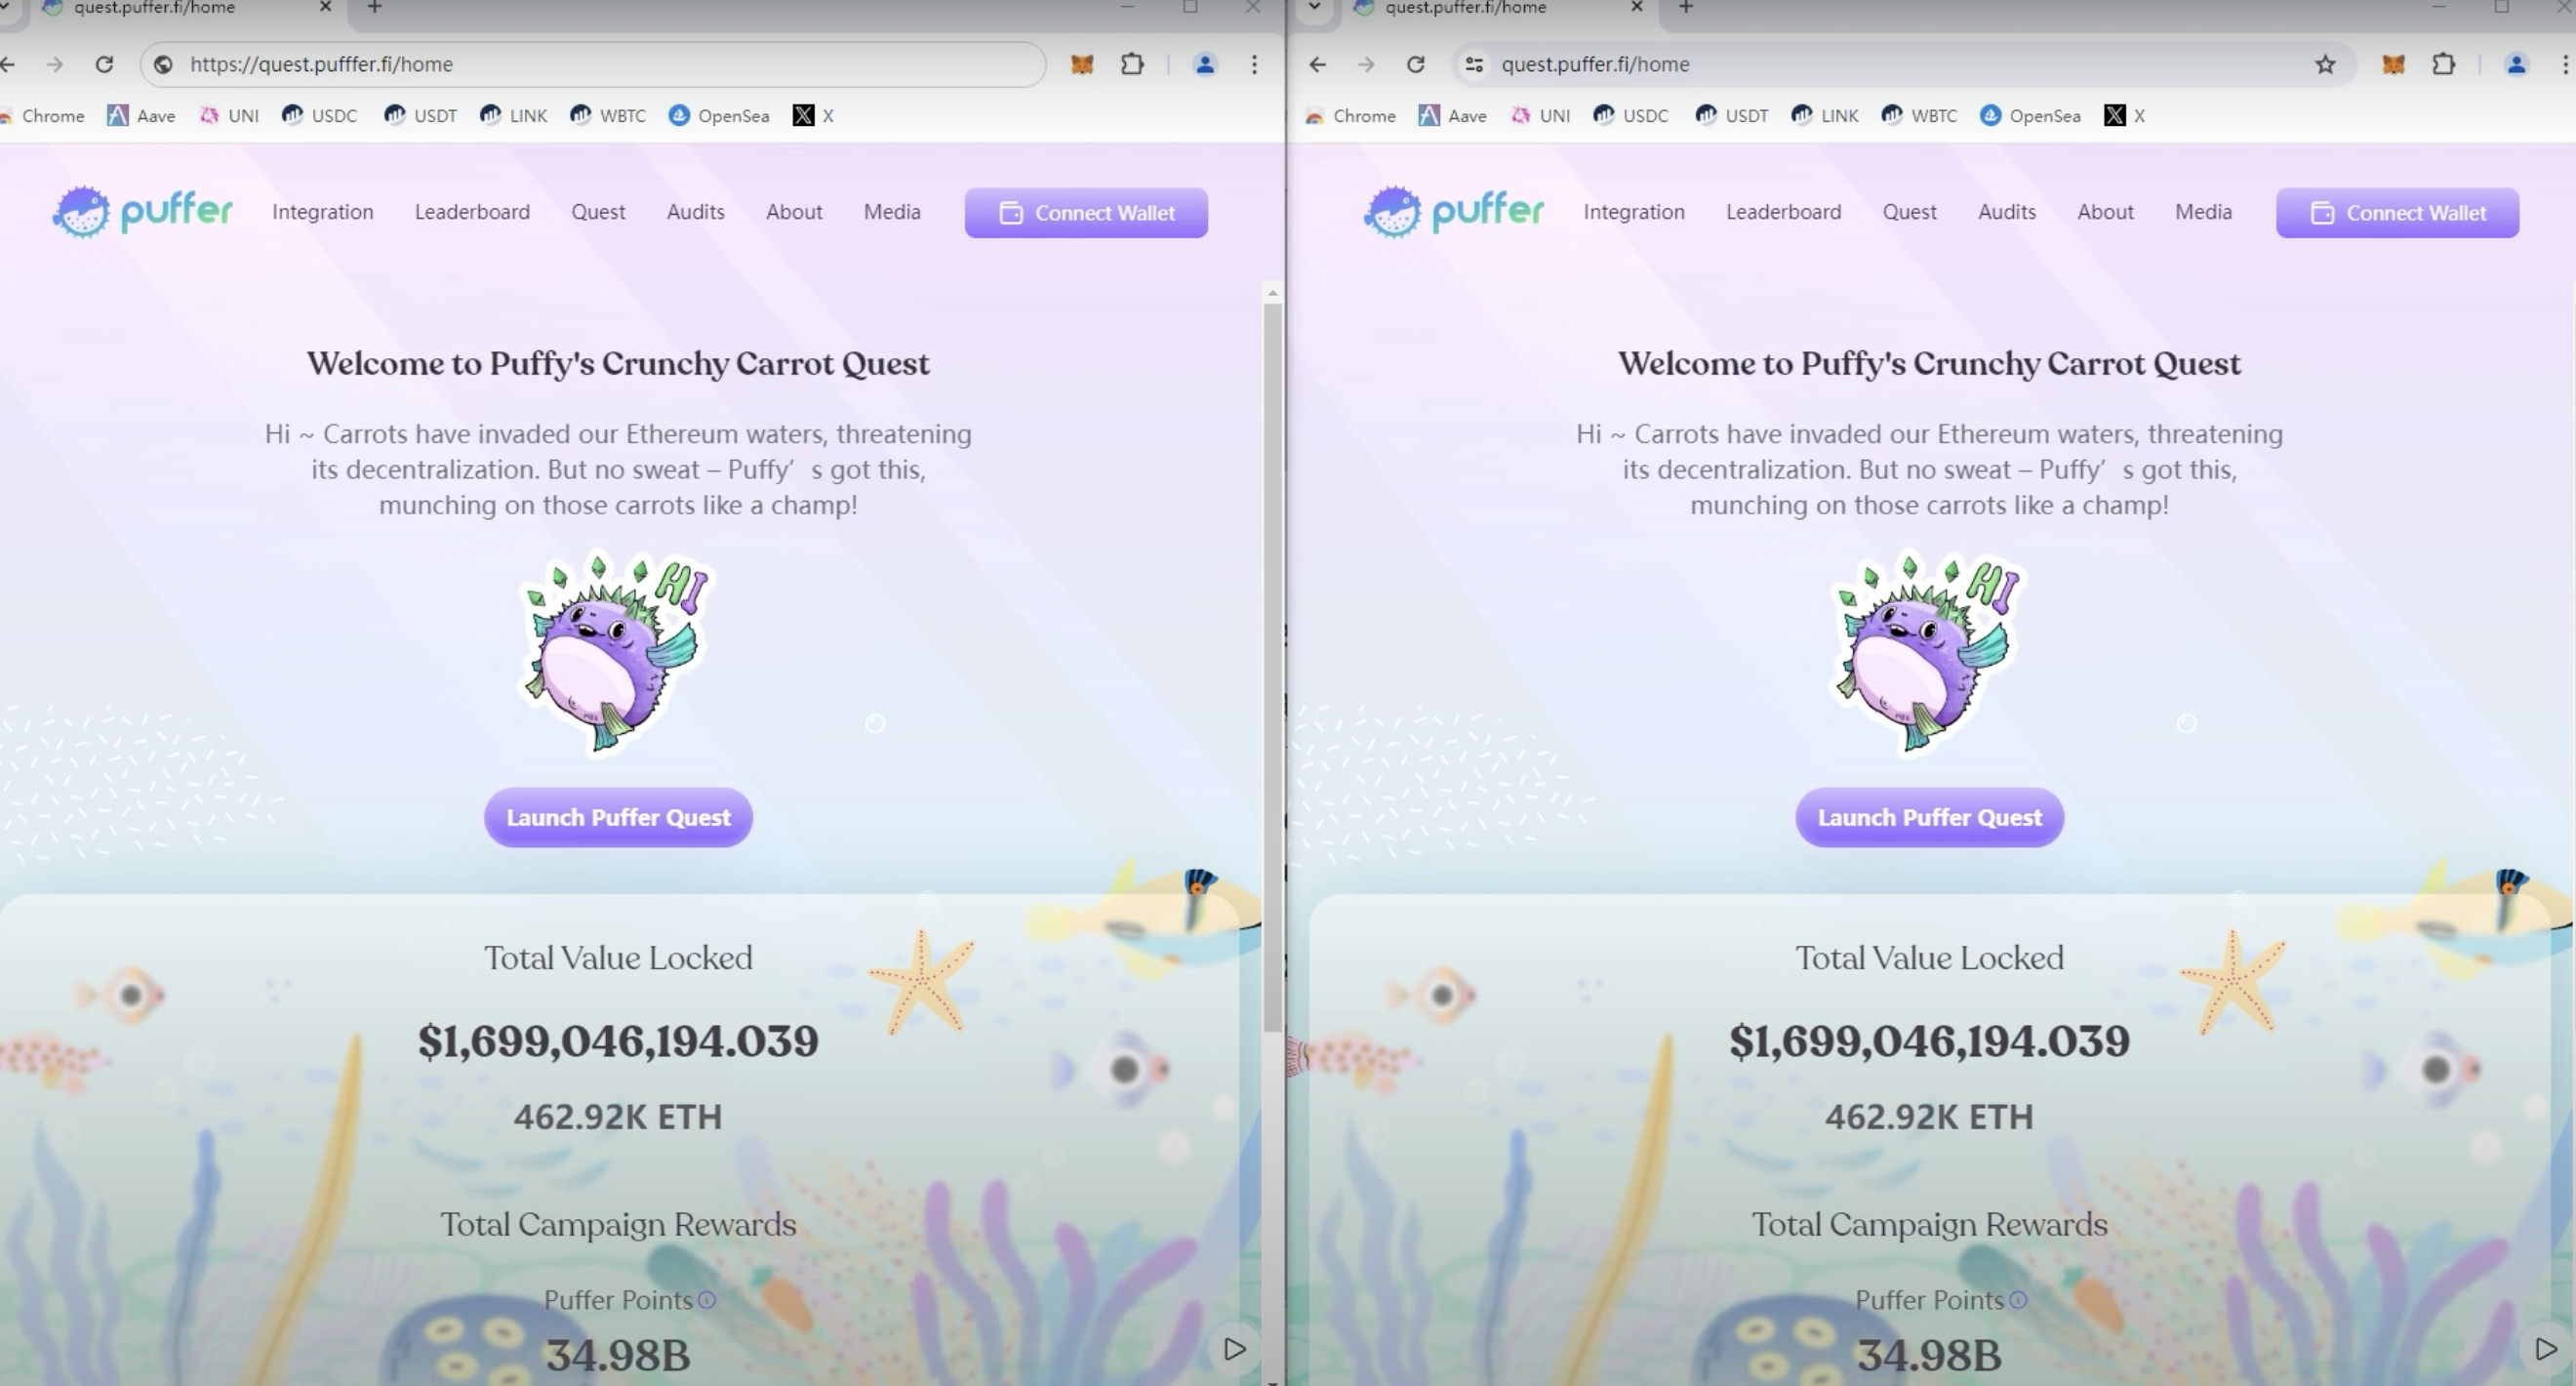 quest.puffer.fi/home
https://quest.pufffer.fi/home
Chrome Aave UNI USDC USDT LINK WBTC OpenSea X
puffer Integration Leaderboard Quest Audits About Media Connect Wallet
Welcome to Puffy's Crunchy Carrot Quest
Hi ~ Carrots have invaded our Ethereum waters, threatening
its decentralization. But no sweat – Puffy’s got this,
munching on those carrots like a champ!
HI
Launch Puffer Quest
Total Value Locked
$1,699,046,194.039
462.92K ETH
Total Campaign Rewards
Puffer Points
34.98B
quest.puffer.fi/home
quest.puffer.fi/home
Chrome Aave UNI USDC USDT LINK WBTC OpenSea X
puffer Integration Leaderboard Quest Audits About Media Connect Wallet
Welcome to Puffy's Crunchy Carrot Quest
Hi ~ Carrots have invaded our Ethereum waters, threatening
its decentralization. But no sweat – Puffy’s got this,
munching on those carrots like a champ!
HI
Launch Puffer Quest
Total Value Locked
$1,699,046,194.039
462.92K ETH
Total Campaign Rewards
Puffer Points
34.98B